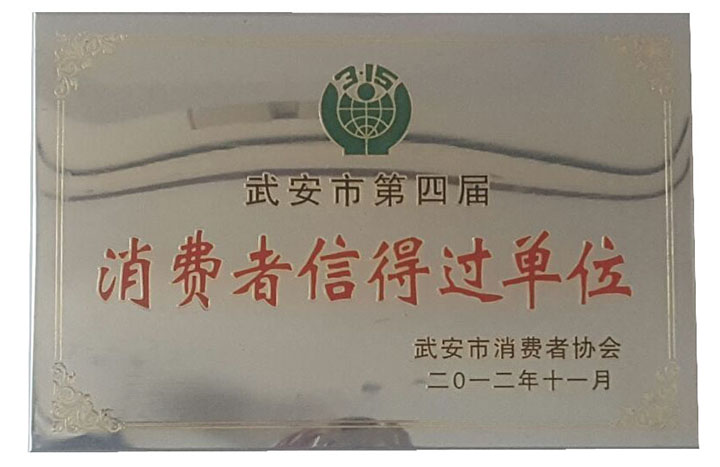 3·15
武安市第四届
消费者信得过单位
武安市消费者协会
二〇一二年十一月